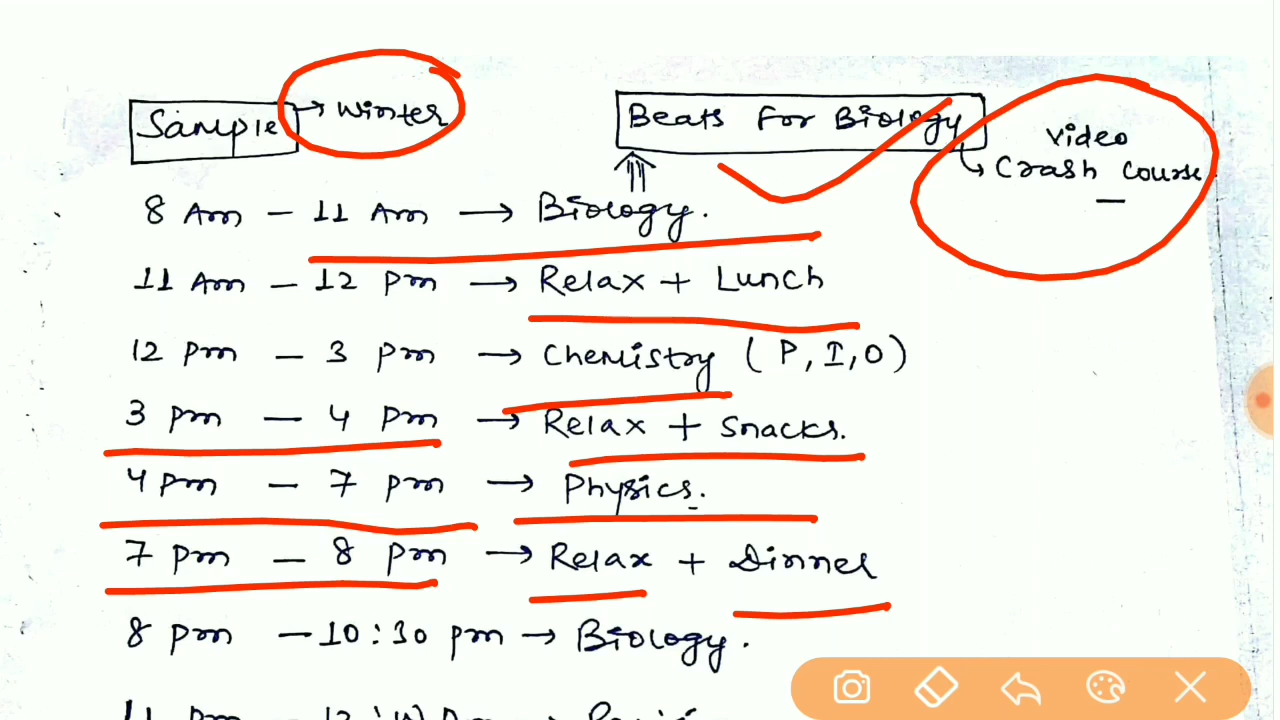 Sample → Winter
Beats For Biology
↳ video Crash Course
8 Am – 11 Am → Biology.
11 Am – 12 pm → Relax + Lunch
12 pm – 3 pm → Chemistry ( P, I, O )
3 pm – 4 pm → Relax + Snacks.
4 pm – 7 pm → Physics.
7 pm – 8 pm → Relax + Dinner
8 pm – 10:30 pm → Biology.
11 pm –